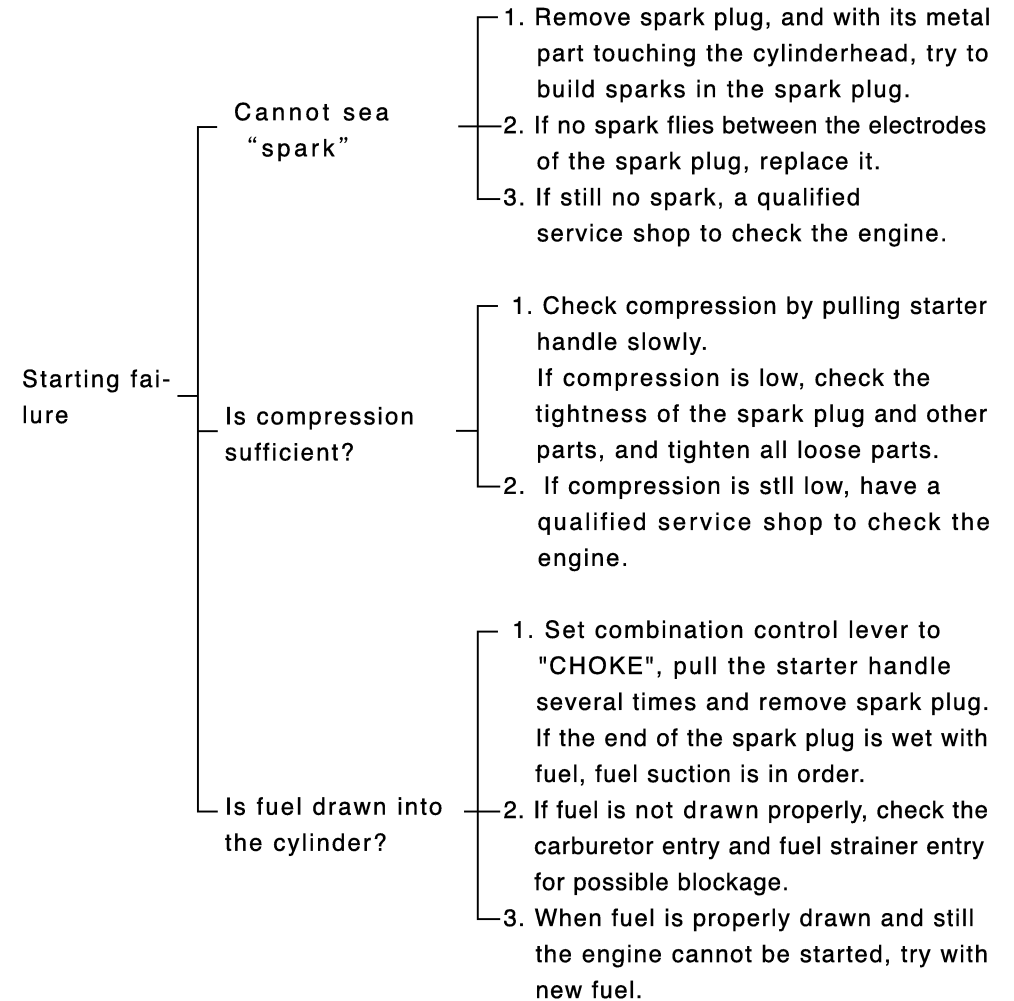 Starting fai-
lure
Cannot sea
“spark”
1. Remove spark plug, and with its metal
part touching the cylinderhead, try to
build sparks in the spark plug.
2. If no spark flies between the electrodes
of the spark plug, replace it.
3. If still no spark, a qualified
service shop to check the engine.
Is compression
sufficient?
1. Check compression by pulling starter
handle slowly.
If compression is low, check the
tightness of the spark plug and other
parts, and tighten all loose parts.
2. If compression is stll low, have a
qualified service shop to check the
engine.
Is fuel drawn into
the cylinder?
1. Set combination control lever to
"CHOKE", pull the starter handle
several times and remove spark plug.
If the end of the spark plug is wet with
fuel, fuel suction is in order.
2. If fuel is not drawn properly, check the
carburetor entry and fuel strainer entry
for possible blockage.
3. When fuel is properly drawn and still
the engine cannot be started, try with
new fuel.